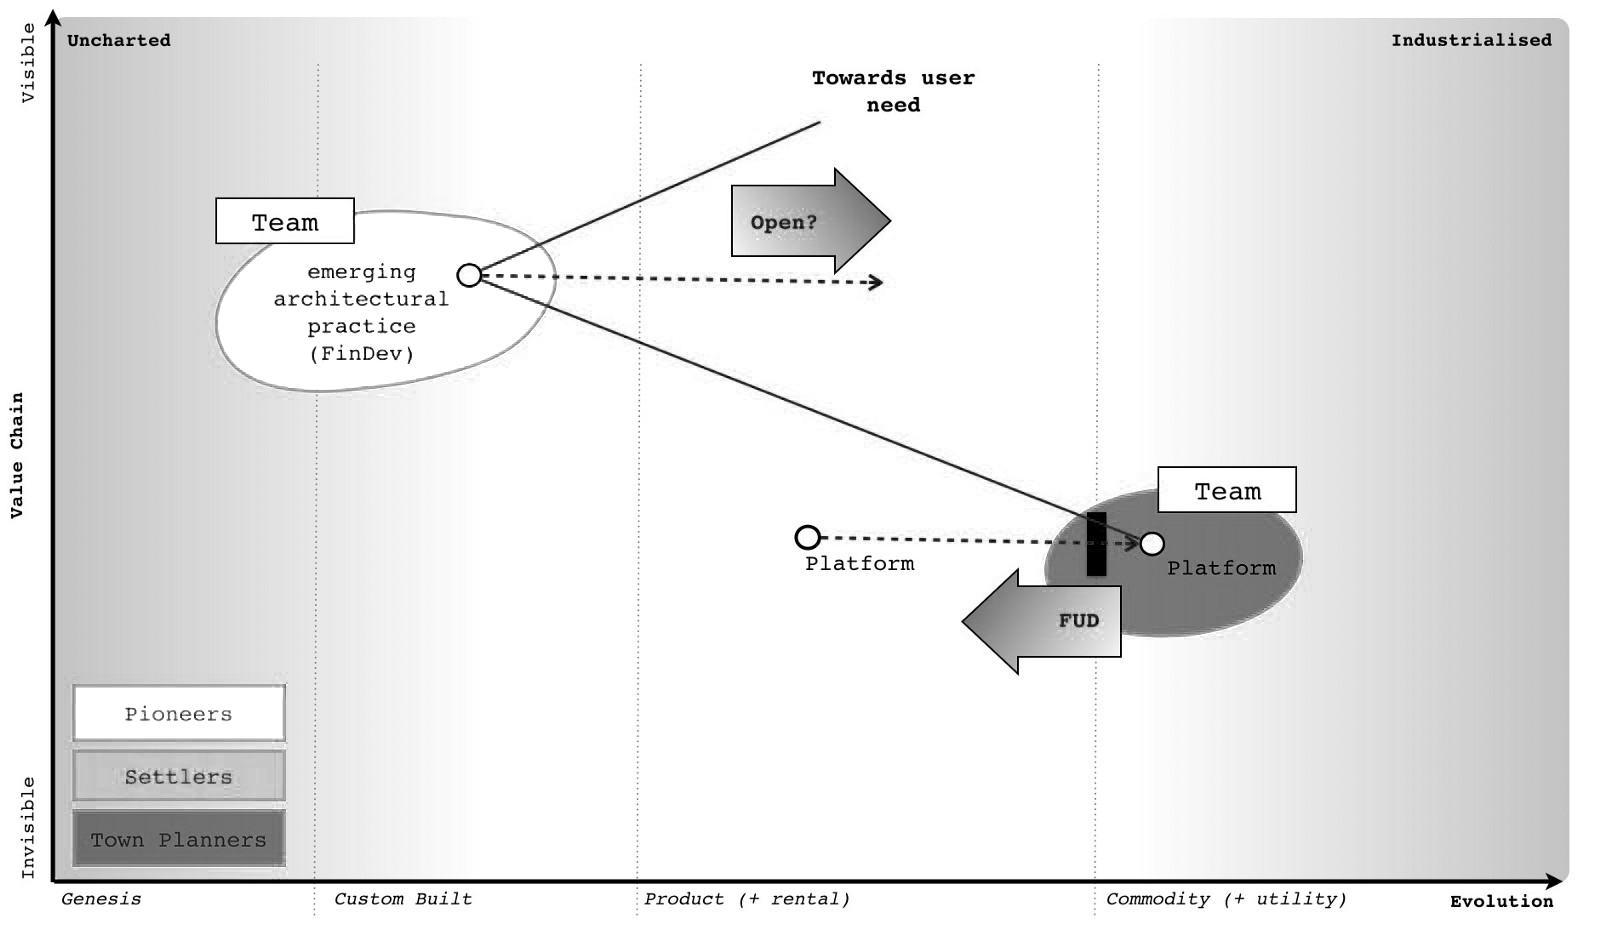 Visible
Uncharted
Industrialised
Towards user
need
Team
Open?
emerging
architectural
practice
(FinDev)
Value Chain
Team
Platform
Platform
FUD
Pioneers
Settlers
Town Planners
Invisible
Genesis
Custom Built
Product (+ rental)
Commodity (+ utility)
Evolution